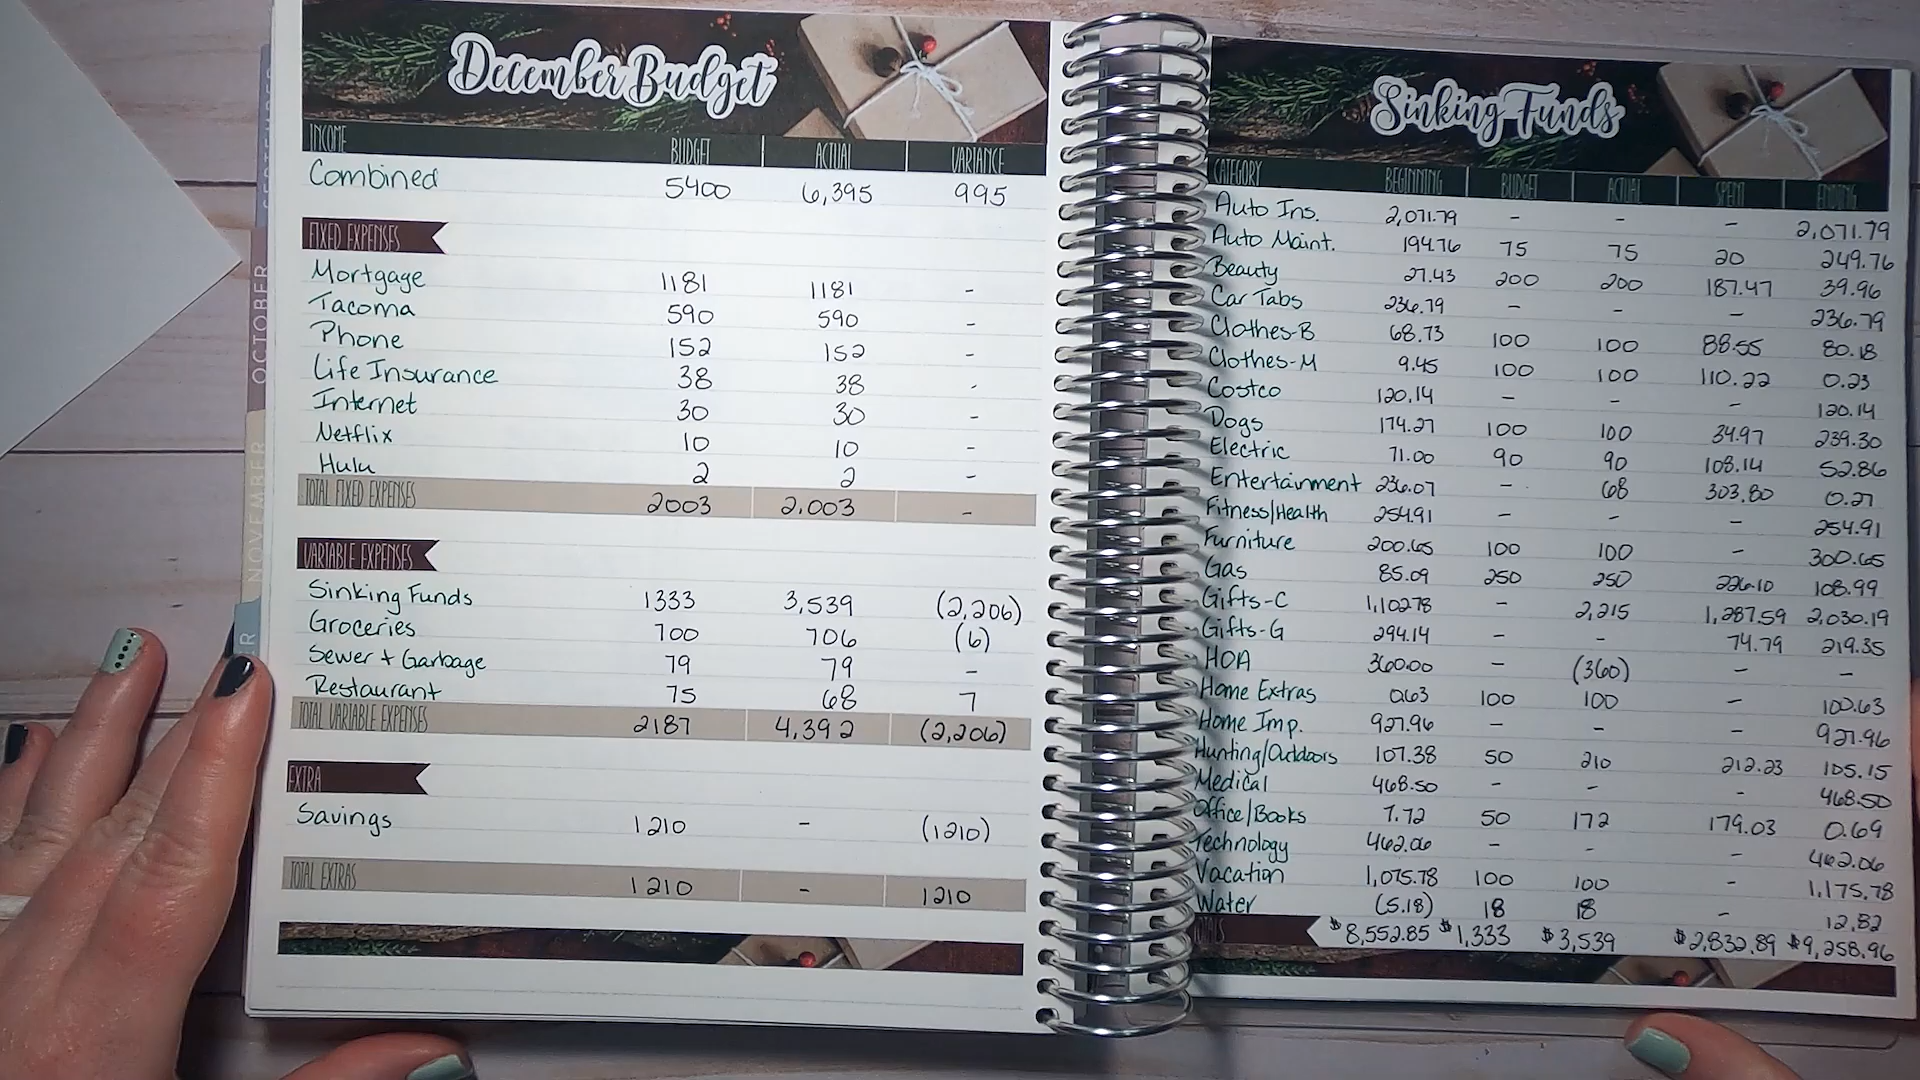 December Budget
INCOME BUDGET ACTUAL VARIANCE
Combined 5400 6,395 995
FIXED EXPENSES
Mortgage 1181 1181 -
Tacoma 590 590 -
Phone 152 152 -
Life Insurance 38 38 -
Internet 30 30 -
Netflix 10 10 -
Hulu 2 2 -
TOTAL FIXED EXPENSES 2003 2,003 -
VARIABLE EXPENSES
Sinking Funds 1333 3,539 (2,206)
Groceries 700 706 (6)
Sewer + Garbage 79 79 -
Restaurant 75 68 7
TOTAL VARIABLE EXPENSES 2187 4,392 (2,206)
EXTRA
Savings 1210 - (1210)
TOTAL EXTRAS 1210 - 1210
SEPTEMBER
OCTOBER
NOVEMBER
Sinking Funds
CATEGORY BEGINNING BUDGET ACTUAL SPENT ENDING
Auto Ins. 2,071.79 - - - 2,071.79
Auto Maint. 194.76 75 75 20 249.76
Beauty 27.43 200 200 187.47 39.96
Car Tabs 236.79 - - - 236.79
Clothes-B 68.73 100 100 88.55 80.18
Clothes-M 9.45 100 100 110.22 0.23
Costco 120.14 - - - 120.14
Dogs 174.27 100 100 34.97 239.30
Electric 71.00 90 90 108.14 52.86
Entertainment 236.07 - 68 303.80 0.27
Fitness/Health 254.91 - - - 254.91
Furniture 200.65 100 100 - 300.65
Gas 85.09 250 250 226.10 108.99
Gifts-C 1,102.78 - 2,215 1,287.59 2,030.19
Gifts-G 294.14 - - 74.79 219.35
HOA 360.00 - (360) - -
Home Extras 0.63 100 100 - 100.63
Home Imp. 927.96 - - - 927.96
Hunting/Outdoors 107.38 50 210 212.23 105.15
Medical 468.50 - - - 468.50
Office/Books 7.72 50 172 179.03 0.69
Technology 462.06 - - - 462.06
Vacation 1,075.78 100 100 - 1,175.78
Water (5.18) 18 18 - 12.82
$8,552.85 $1,333 $3,539 $2,832.89 $9,258.96